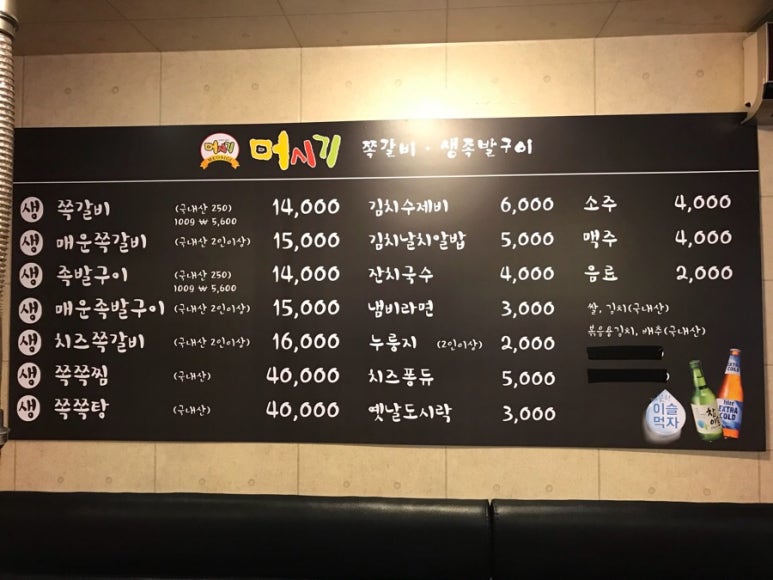 머시기 쪽갈비 · 생족발구이
생 쪽갈비 (국내산 250) 14,000
100g ₩ 5,600
생 매운쪽갈비 (국내산 2인이상) 15,000
생 족발구이 (국내산 250) 14,000
100g ₩ 5,600
생 매운족발구이 (국내산 2인이상) 15,000
생 치즈쪽갈비 (국내산 2인이상) 16,000
생 쪽쪽찜 (국내산) 40,000
생 쪽쪽탕 (국내산) 40,000
김치수제비 6,000
김치날치알밥 5,000
잔치국수 4,000
냄비라면 3,000
누룽지 (2인이상) 2,000
치즈퐁듀 5,000
옛날도시락 3,000
소주 4,000
맥주 4,000
음료 2,000
쌀, 김치(국내산)
볶음용김치, 배추(국내산)
이슬
먹자
EXTRA
COLD
hite
EXTRA
COLD